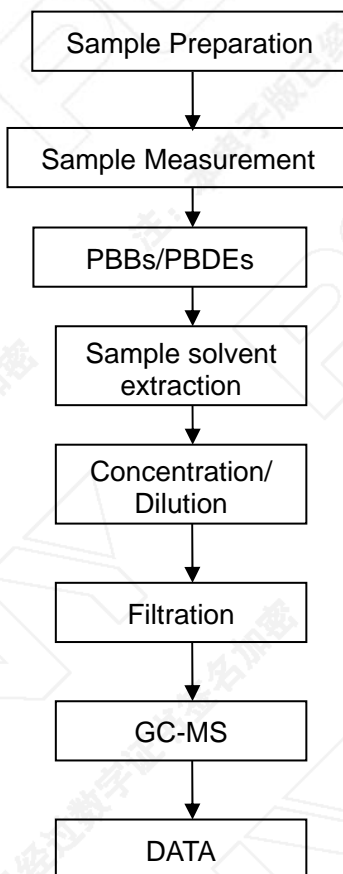 Sample Preparation
Sample Measurement
PBBs/PBDEs
Sample solvent
extraction
Concentration/
Dilution
Filtration
GC-MS
DATA